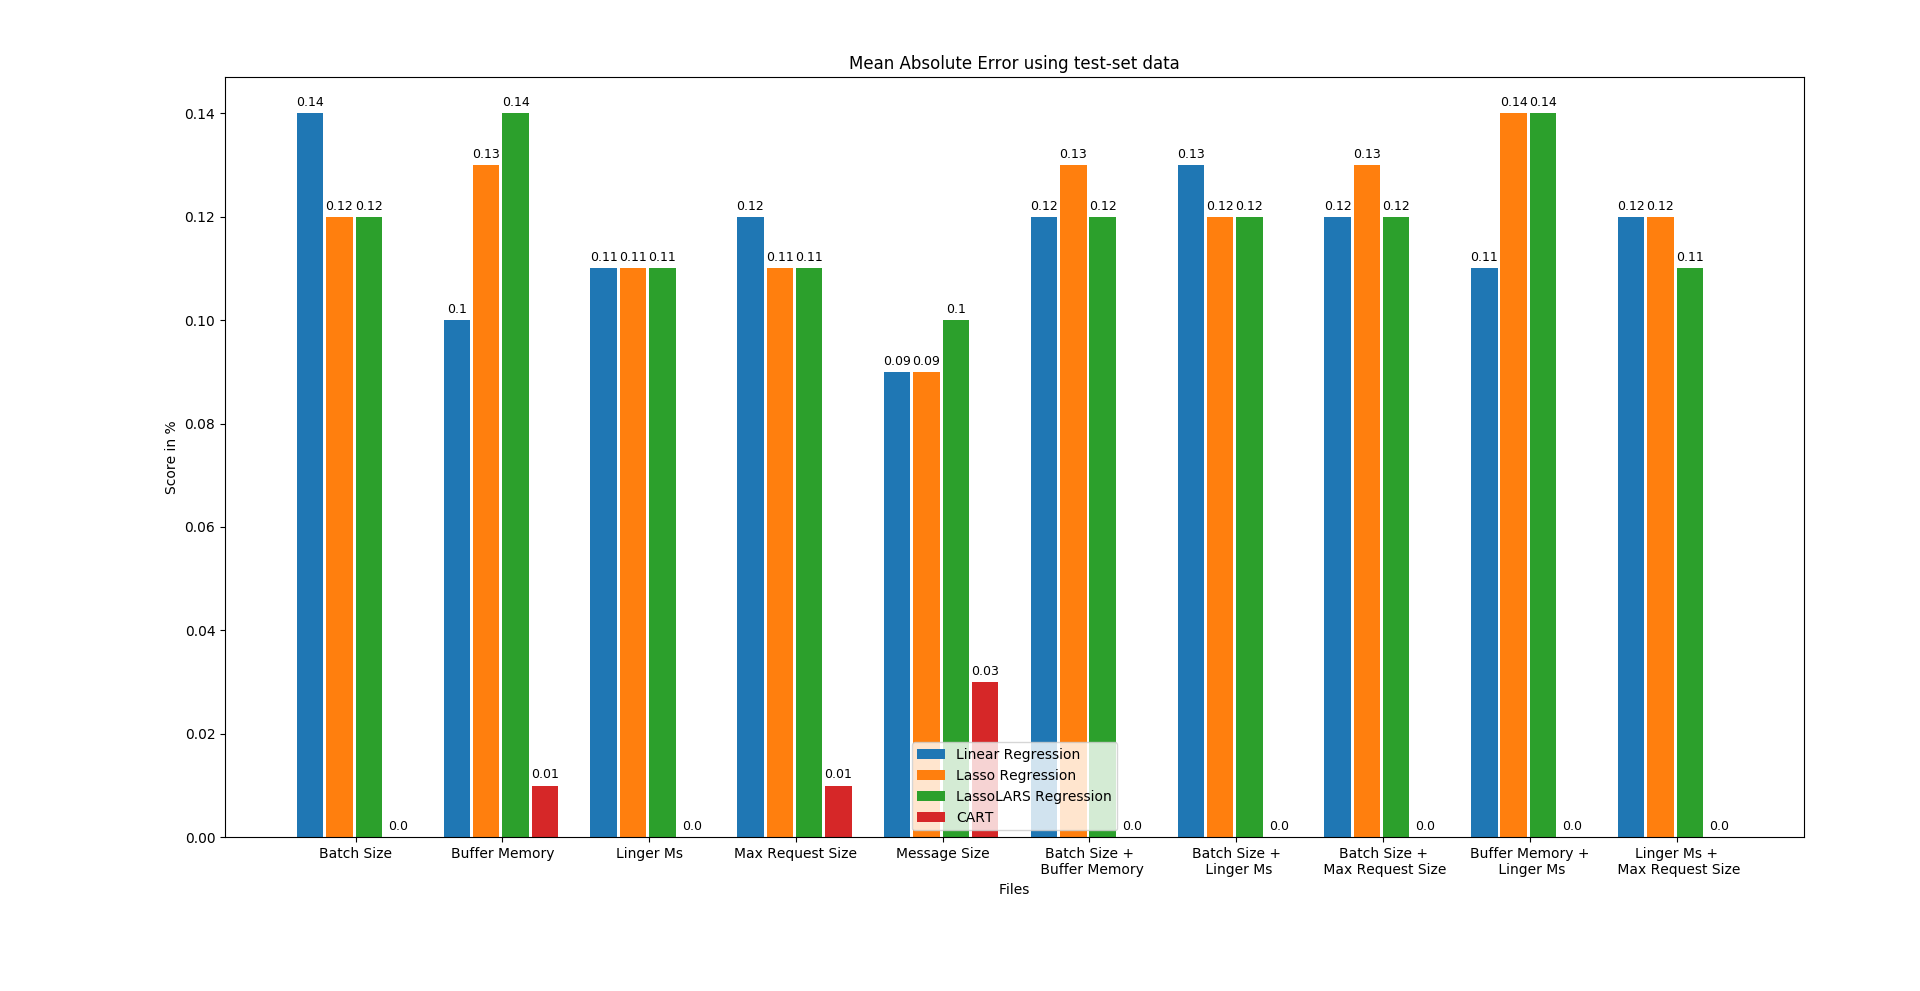 Mean Absolute Error using test-set data
Score in %
0.14
0.12
0.10
0.08
0.06
0.04
0.02
0.00
0.14 0.12 0.12 0.0
0.1 0.13 0.14 0.01
0.11 0.11 0.11 0.0
0.12 0.11 0.11 0.01
0.09 0.09 0.1 0.03
0.12 0.13 0.12 0.0
0.13 0.12 0.12 0.0
0.12 0.13 0.12 0.0
0.11 0.14 0.14 0.0
0.12 0.12 0.11 0.0
Linear Regression
Lasso Regression
LassoLARS Regression
CART
Batch Size
Buffer Memory
Linger Ms
Max Request Size
Message Size
Batch Size +
Buffer Memory
Batch Size +
Linger Ms
Batch Size +
Max Request Size
Buffer Memory +
Linger Ms
Linger Ms +
Max Request Size
Files